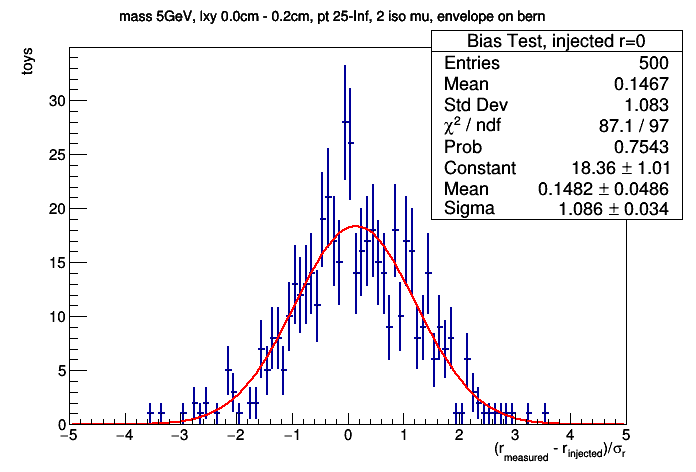 mass 5GeV, lxy 0.0cm - 0.2cm, pt 25-Inf, 2 iso mu, envelope on bern
Bias Test, injected r=0
Entries 500
Mean 0.1467
Std Dev 1.083
χ² / ndf 87.1 / 97
Prob 0.7543
Constant 18.36 ± 1.01
Mean 0.1482 ± 0.0486
Sigma 1.086 ± 0.034
toys
30
25
20
15
10
5
0
−5 −4 −3 −2 −1 0 1 2 3 4 5
(r_measured - r_injected)/σ_r